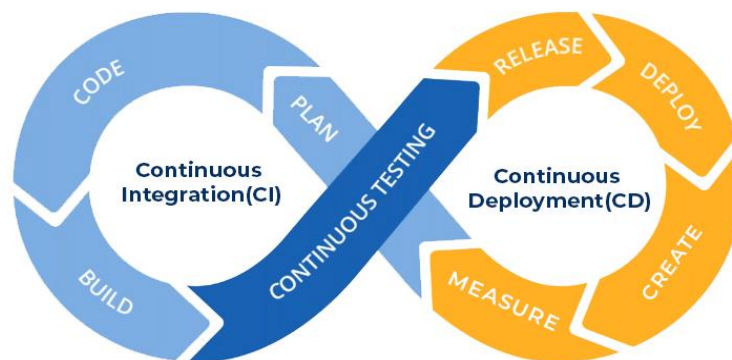 CODE
PLAN
Continuous
Integration(CI)
BUILD
CONTINUOUS TESTING
RELEASE
DEPLOY
Continuous
Deployment(CD)
CREATE
MEASURE